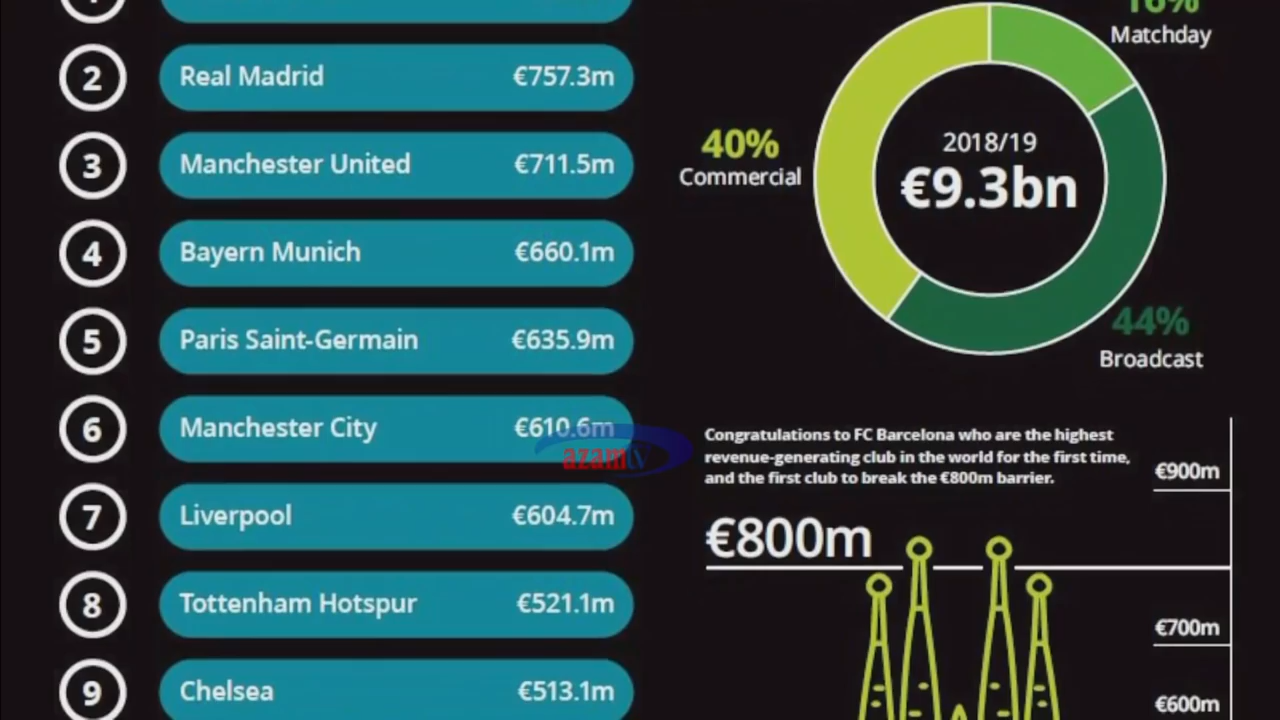 2
Real Madrid €757.3m
3
Manchester United €711.5m
4
Bayern Munich €660.1m
5
Paris Saint-Germain €635.9m
6
Manchester City €610.6m
7
Liverpool €604.7m
8
Tottenham Hotspur €521.1m
9
Chelsea €513.1m
16%
Matchday
40%
Commercial
2018/19
€9.3bn
44%
Broadcast
azamtv
Congratulations to FC Barcelona who are the highest
revenue-generating club in the world for the first time,
and the first club to break the €800m barrier.
€900m
€800m
€700m
€600m